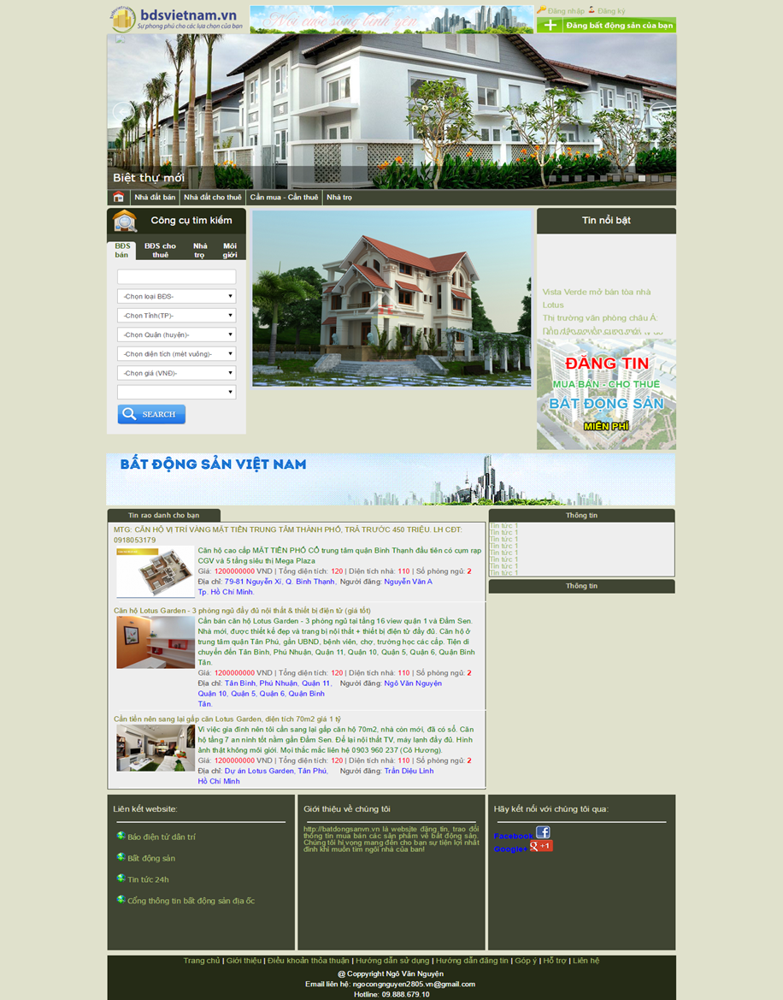 bdsvietnam.vn
Sự phong phú cho các lựa chọn của bạn
Nơi cuộc sống bình yên
Đăng nhập Đăng ký
Đăng bất động sản của bạn
Biệt thự mới
Nhà đất bán Nhà đất cho thuê Cần mua - Cần thuê Nhà trọ
Công cụ tìm kiếm
BĐS bán BĐS cho thuê Nhà trọ Môi giới
-Chọn loại BĐS-
-Chọn Tỉnh(TP)-
-Chọn Quận (huyện)-
-Chọn diện tích (mét vuông)-
-Chọn giá (VNĐ)-
SEARCH
Tin nổi bật
Vista Verde mở bán tòa nhà
Lotus
Thị trường văn phòng châu Á:
ĐĂNG TIN
MUA BÁN - CHO THUÊ
BẤT ĐỘNG SẢN
MIỄN PHÍ
BẤT ĐỘNG SẢN VIỆT NAM
Tin rao danh cho bạn
MTG: CĂN HỘ VỊ TRÍ VÀNG MẶT TIỀN TRUNG TÂM THÀNH PHỐ, TRẢ TRƯỚC 450 TRIỆU. LH CĐT:
0918053179
Căn hộ cao cấp MẶT TIỀN PHỐ CỔ trung tâm quận Bình Thạnh đầu tiên có cụm rạp
CGV và 5 tầng siêu thị Mega Plaza
Giá: 1200000000 VND | Tổng diện tích: 120 | Diện tích nhà: 110 | Số phòng ngủ: 2
Địa chỉ: 79-81 Nguyễn Xí, Q. Bình Thạnh, Người đăng: Nguyễn Văn A
Tp. Hồ Chí Minh.
Căn hộ Lotus Garden - 3 phòng ngủ đầy đủ nội thất & thiết bị điện tử (giá tốt)
Cần bán căn hộ Lotus Garden - 3 phòng ngủ tại tầng 16 view quận 1 và Đầm Sen.
Nhà mới, được thiết kế đẹp và trang bị nội thất + thiết bị điện tử đầy đủ. Căn hộ ở
trung tâm quận Tân Phú, gần UBND, bệnh viện, chợ, trường học các cấp. Tiện di
chuyển đến Tân Bình, Phú Nhuận, Quận 11, Quận 10, Quận 5, Quận 6, Quận Bình
Tân.
Giá: 1200000000 VND | Tổng diện tích: 120 | Diện tích nhà: 110 | Số phòng ngủ: 2
Địa chỉ: Tân Bình, Phú Nhuận, Quận 11, Người đăng: Ngô Văn Nguyện
Quận 10, Quận 5, Quận 6, Quận Bình
Tân.
Cần tiền nên sang lại gấp căn Lotus Garden, diện tích 70m2 giá 1 tỷ
Vì việc gia đình nên tôi cần sang lại gấp căn hộ 70m2, nhà còn mới, đã có sổ. Căn
hộ tầng 7 an ninh tốt nằm gần Đầm Sen. Để lại nội thất TV, máy lạnh đầy đủ. Hình
ảnh thật không môi giới. Mọi thắc mắc liên hệ 0903 960 237 (Cô Hương).
Giá: 1200000000 VND | Tổng diện tích: 120 | Diện tích nhà: 110 | Số phòng ngủ: 2
Địa chỉ: Dự án Lotus Garden, Tân Phú, Người đăng: Trần Diệu Linh
Hồ Chí Minh
Thông tin
Tin tức 1
Tin tức 1
Tin tức 1
Tin tức 1
Tin tức 1
Tin tức 1
Tin tức 1
Tin tức 1
Thông tin
Liên kết website:
Báo điện tử dân trí
Bất động sản
Tin tức 24h
Cổng thông tin bất động sản địa ốc
Giới thiệu về chúng tôi
http://batdongsanvn.vn là website đăng tin, trao đổi
thông tin mua bán các sản phẩm về bất động sản.
Chúng tôi hi vọng mang đến cho bạn sự tiện lợi nhất
định khi muốn tìm ngôi nhà của bạn!
Hãy kết nối với chúng tôi qua:
Facebook
Google+ g +1
Trang chủ | Giới thiệu | Điều khoản thỏa thuận | Hướng dẫn sử dụng | Hướng dẫn đăng tin | Góp ý | Hỗ trợ | Liên hệ
@ Coppyright Ngô Văn Nguyện
Email liên hệ: ngocongnguyen2805.vn@gmail.com
Hotline: 09.888.679.10